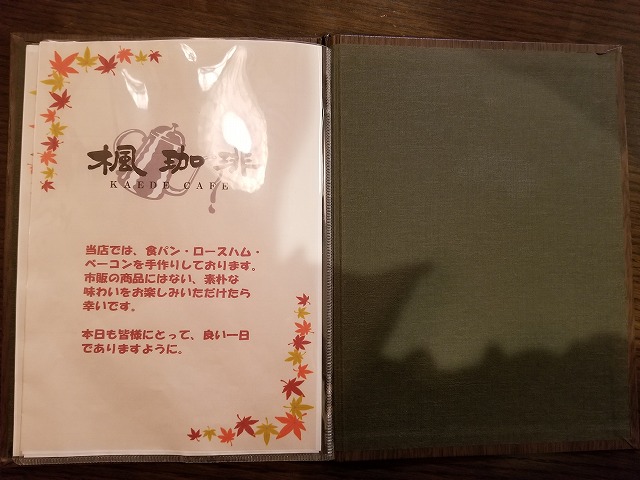 楓珈琲
KAEDE CAFE
当店では、食パン・ロースハム・
ベーコンを手作りしております。
市販の商品にはない、素朴な
味わいをお楽しみいただけたら
幸いです。
本日も皆様にとって、良い一日
でありますように。